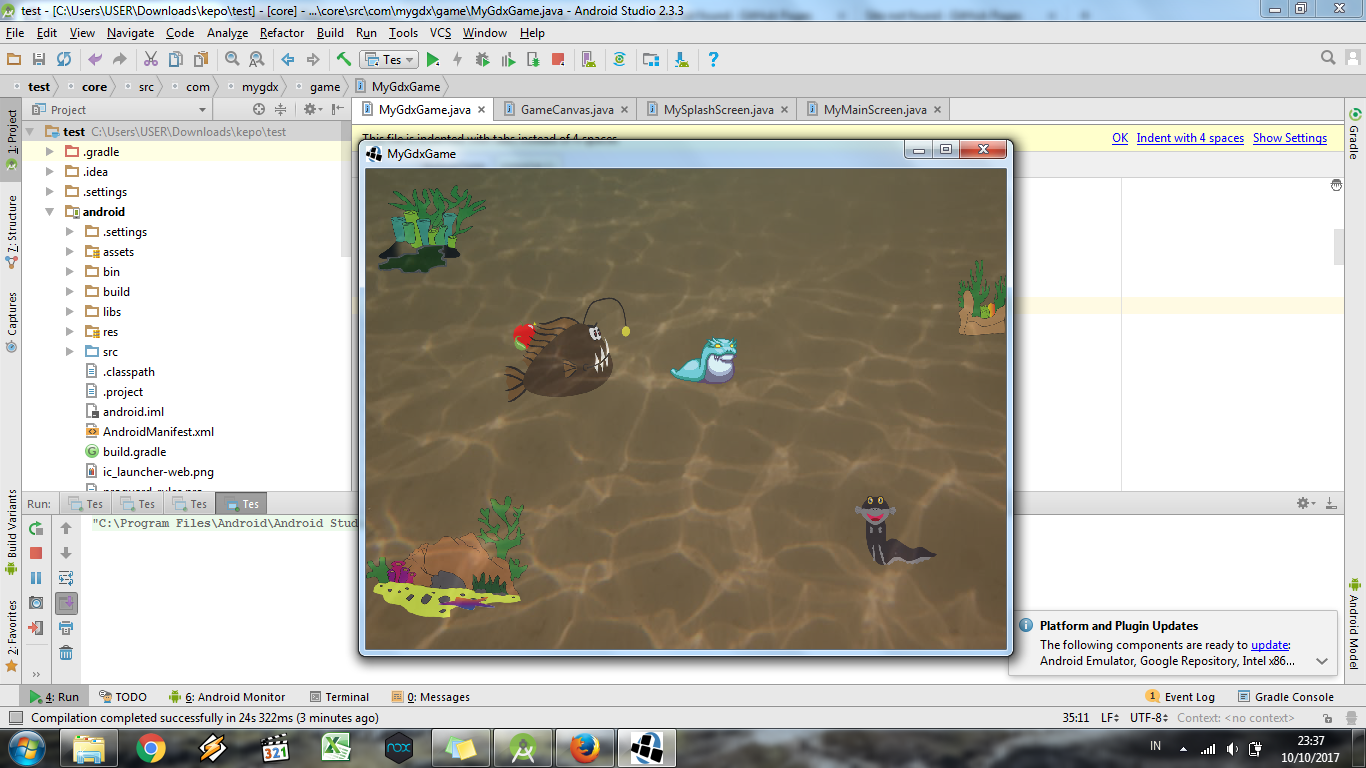 test - [C:\Users\USER\Downloads\kepo\test] - [core] - ...\core\src\com\mygdx\game\MyGdxGame.java - Android Studio 2.3.3
File Edit View Navigate Code Analyze Refactor Build Run Tools VCS Window Help
Tes
test core src com mygdx game MyGdxGame
Project
MyGdxGame.java GameCanvas.java MySplashScreen.java MyMainScreen.java
1: Project
7: Structure
Captures
Build Variants
2: Favorites
test C:\Users\USER\Downloads\kepo\test
.gradle
.idea
.settings
android
.settings
assets
bin
build
libs
res
src
.classpath
.project
android.iml
AndroidManifest.xml
build.gradle
ic_launcher-web.png
This file is indented with tabs instead of 4 spaces
OK Indent with 4 spaces Show Settings
Gradle
Android Model
MyGdxGame
Run: Tes Tes Tes Tes
"C:\Program Files\Android\Android Stud
Platform and Plugin Updates
The following components are ready to update:
Android Emulator, Google Repository, Intel x86...
4: Run TODO 6: Android Monitor Terminal 0: Messages 1 Event Log Gradle Console
Compilation completed successfully in 24s 322ms (3 minutes ago) 35:11 LF UTF-8 Context: <no context>
321
nox
IN
23:37
10/10/2017